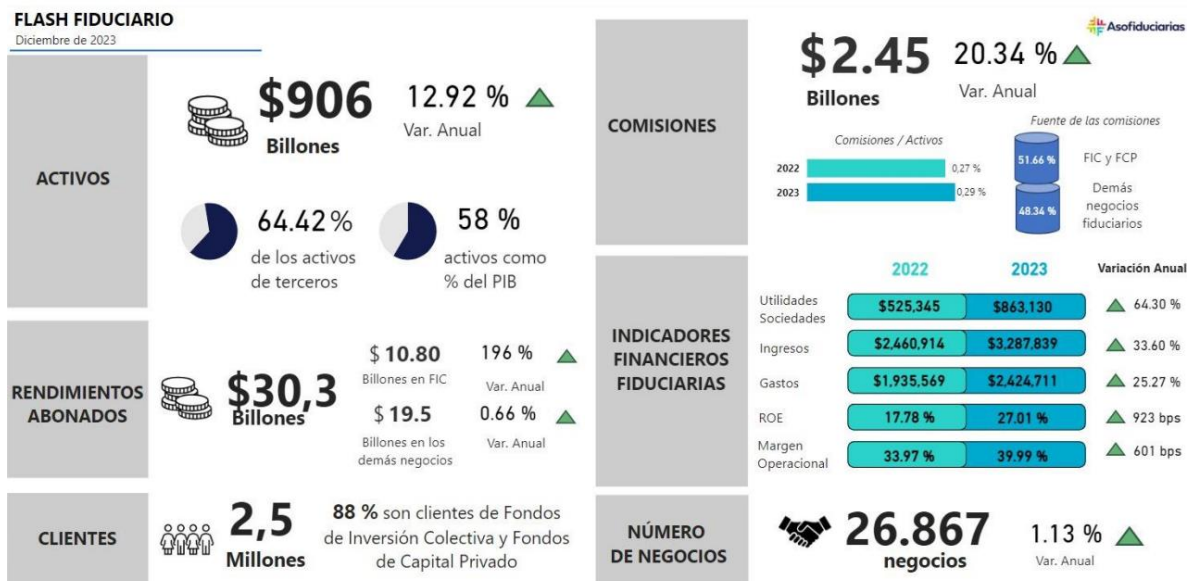 FLASH FIDUCIARIO
Diciembre de 2023
ACTIVOS
$906
Billones
12.92 %
Var. Anual
64.42%
de los activos
de terceros
58 %
activos como
% del PIB
RENDIMIENTOS
ABONADOS
$30,3
Billones
$ 10.80
Billones en FIC
196 %
Var. Anual
$ 19.5
Billones en los
demás negocios
0.66 %
Var. Anual
CLIENTES
2,5
Millones
88 % son clientes de Fondos
de Inversión Colectiva y Fondos
de Capital Privado
Asofiduciarias
COMISIONES
$2.45
Billones
20.34 %
Var. Anual
Comisiones / Activos
2022
0,27 %
2023
0,29 %
Fuente de las comisiones
51.66 %
FIC y FCP
48.34 %
Demás
negocios
fiduciarios
INDICADORES
FINANCIEROS
FIDUCIARIAS
2022 2023 Variación Anual
Utilidades
Sociedades
$525,345 $863,130 64.30 %
Ingresos $2,460,914 $3,287,839 33.60 %
Gastos $1,935,569 $2,424,711 25.27 %
ROE 17.78 % 27.01 % 923 bps
Margen
Operacional
33.97 % 39.99 % 601 bps
NÚMERO
DE NEGOCIOS
26.867
negocios
1.13 %
Var. Anual